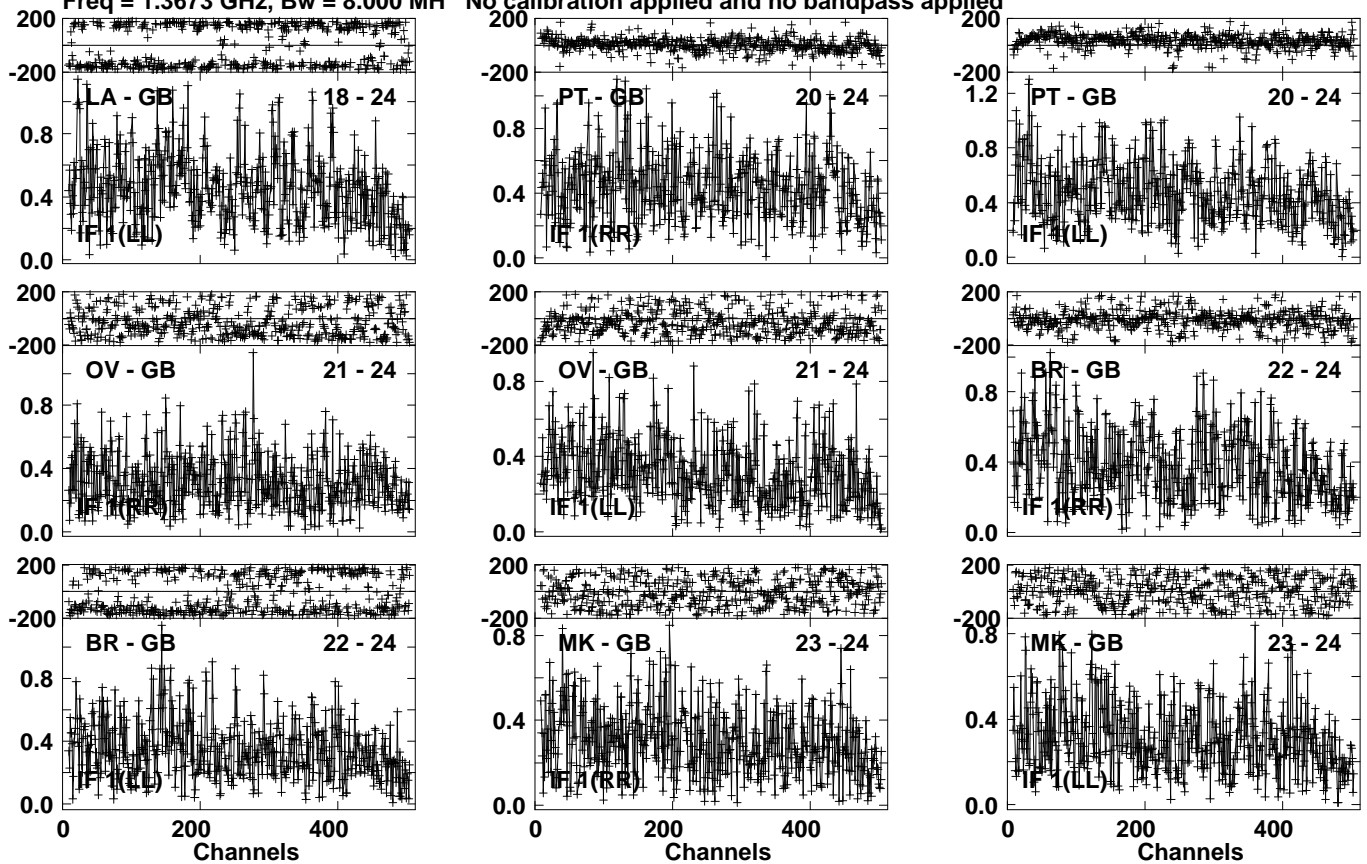 Freq = 1.3673 GHz, Bw = 8.000 MH No calibration applied and no bandpass applied
200
-200
LA - GB 18 - 24
0.8
0.4
0.0
IF 1(LL)
200
-200
PT - GB 20 - 24
0.8
0.4
0.0
IF 1(RR)
200
-200
PT - GB 20 - 24
1.2
0.8
0.4
0.0
IF 1(LL)
200
-200
OV - GB 21 - 24
0.8
0.4
0.0
IF 1(RR)
200
-200
OV - GB 21 - 24
0.8
0.4
0.0
IF 1(LL)
200
-200
BR - GB 22 - 24
0.8
0.4
0.0
IF 1(RR)
200
-200
BR - GB 22 - 24
0.8
0.4
0.0
IF 1(LL)
0 200 400
Channels
200
-200
MK - GB 23 - 24
0.8
0.4
0.0
IF 1(RR)
0 200 400
Channels
200
-200
MK - GB 23 - 24
0.8
0.4
0.0
IF 1(LL)
0 200 400
Channels